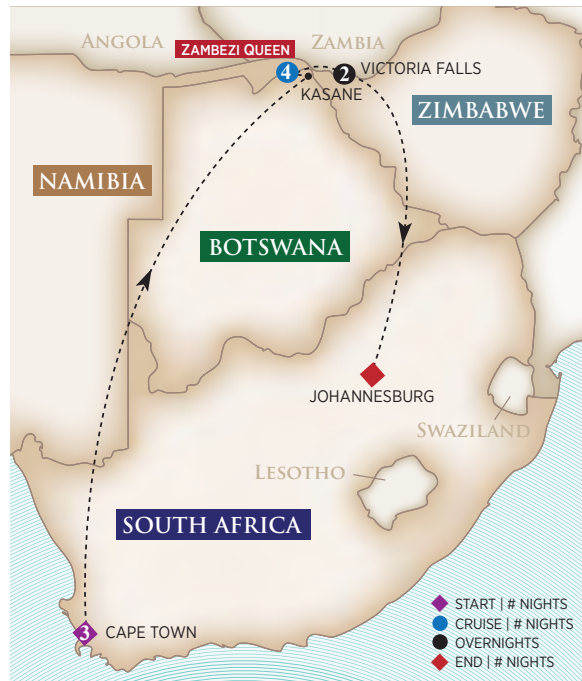 ANGOLA
ZAMBIA
ZAMBEZI QUEEN
4
2
VICTORIA FALLS
KASANE
ZIMBABWE
NAMIBIA
BOTSWANA
JOHANNESBURG
SWAZILAND
LESOTHO
SOUTH AFRICA
3
CAPE TOWN
START | # NIGHTS
CRUISE | # NIGHTS
OVERNIGHTS
END | # NIGHTS